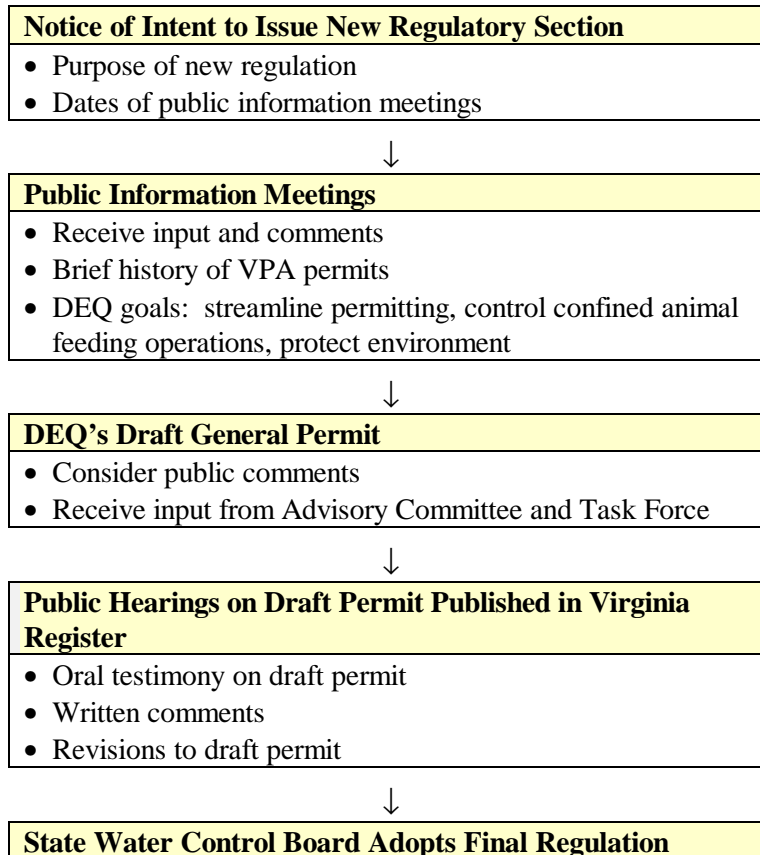 Notice of Intent to Issue New Regulatory Section
• Purpose of new regulation
• Dates of public information meetings
↓
Public Information Meetings
• Receive input and comments
• Brief history of VPA permits
• DEQ goals:  streamline permitting, control confined animal
feeding operations, protect environment
↓
DEQ's Draft General Permit
• Consider public comments
• Receive input from Advisory Committee and Task Force
↓
Public Hearings on Draft Permit Published in Virginia
Register
• Oral testimony on draft permit
• Written comments
• Revisions to draft permit
↓
State Water Control Board Adopts Final Regulation